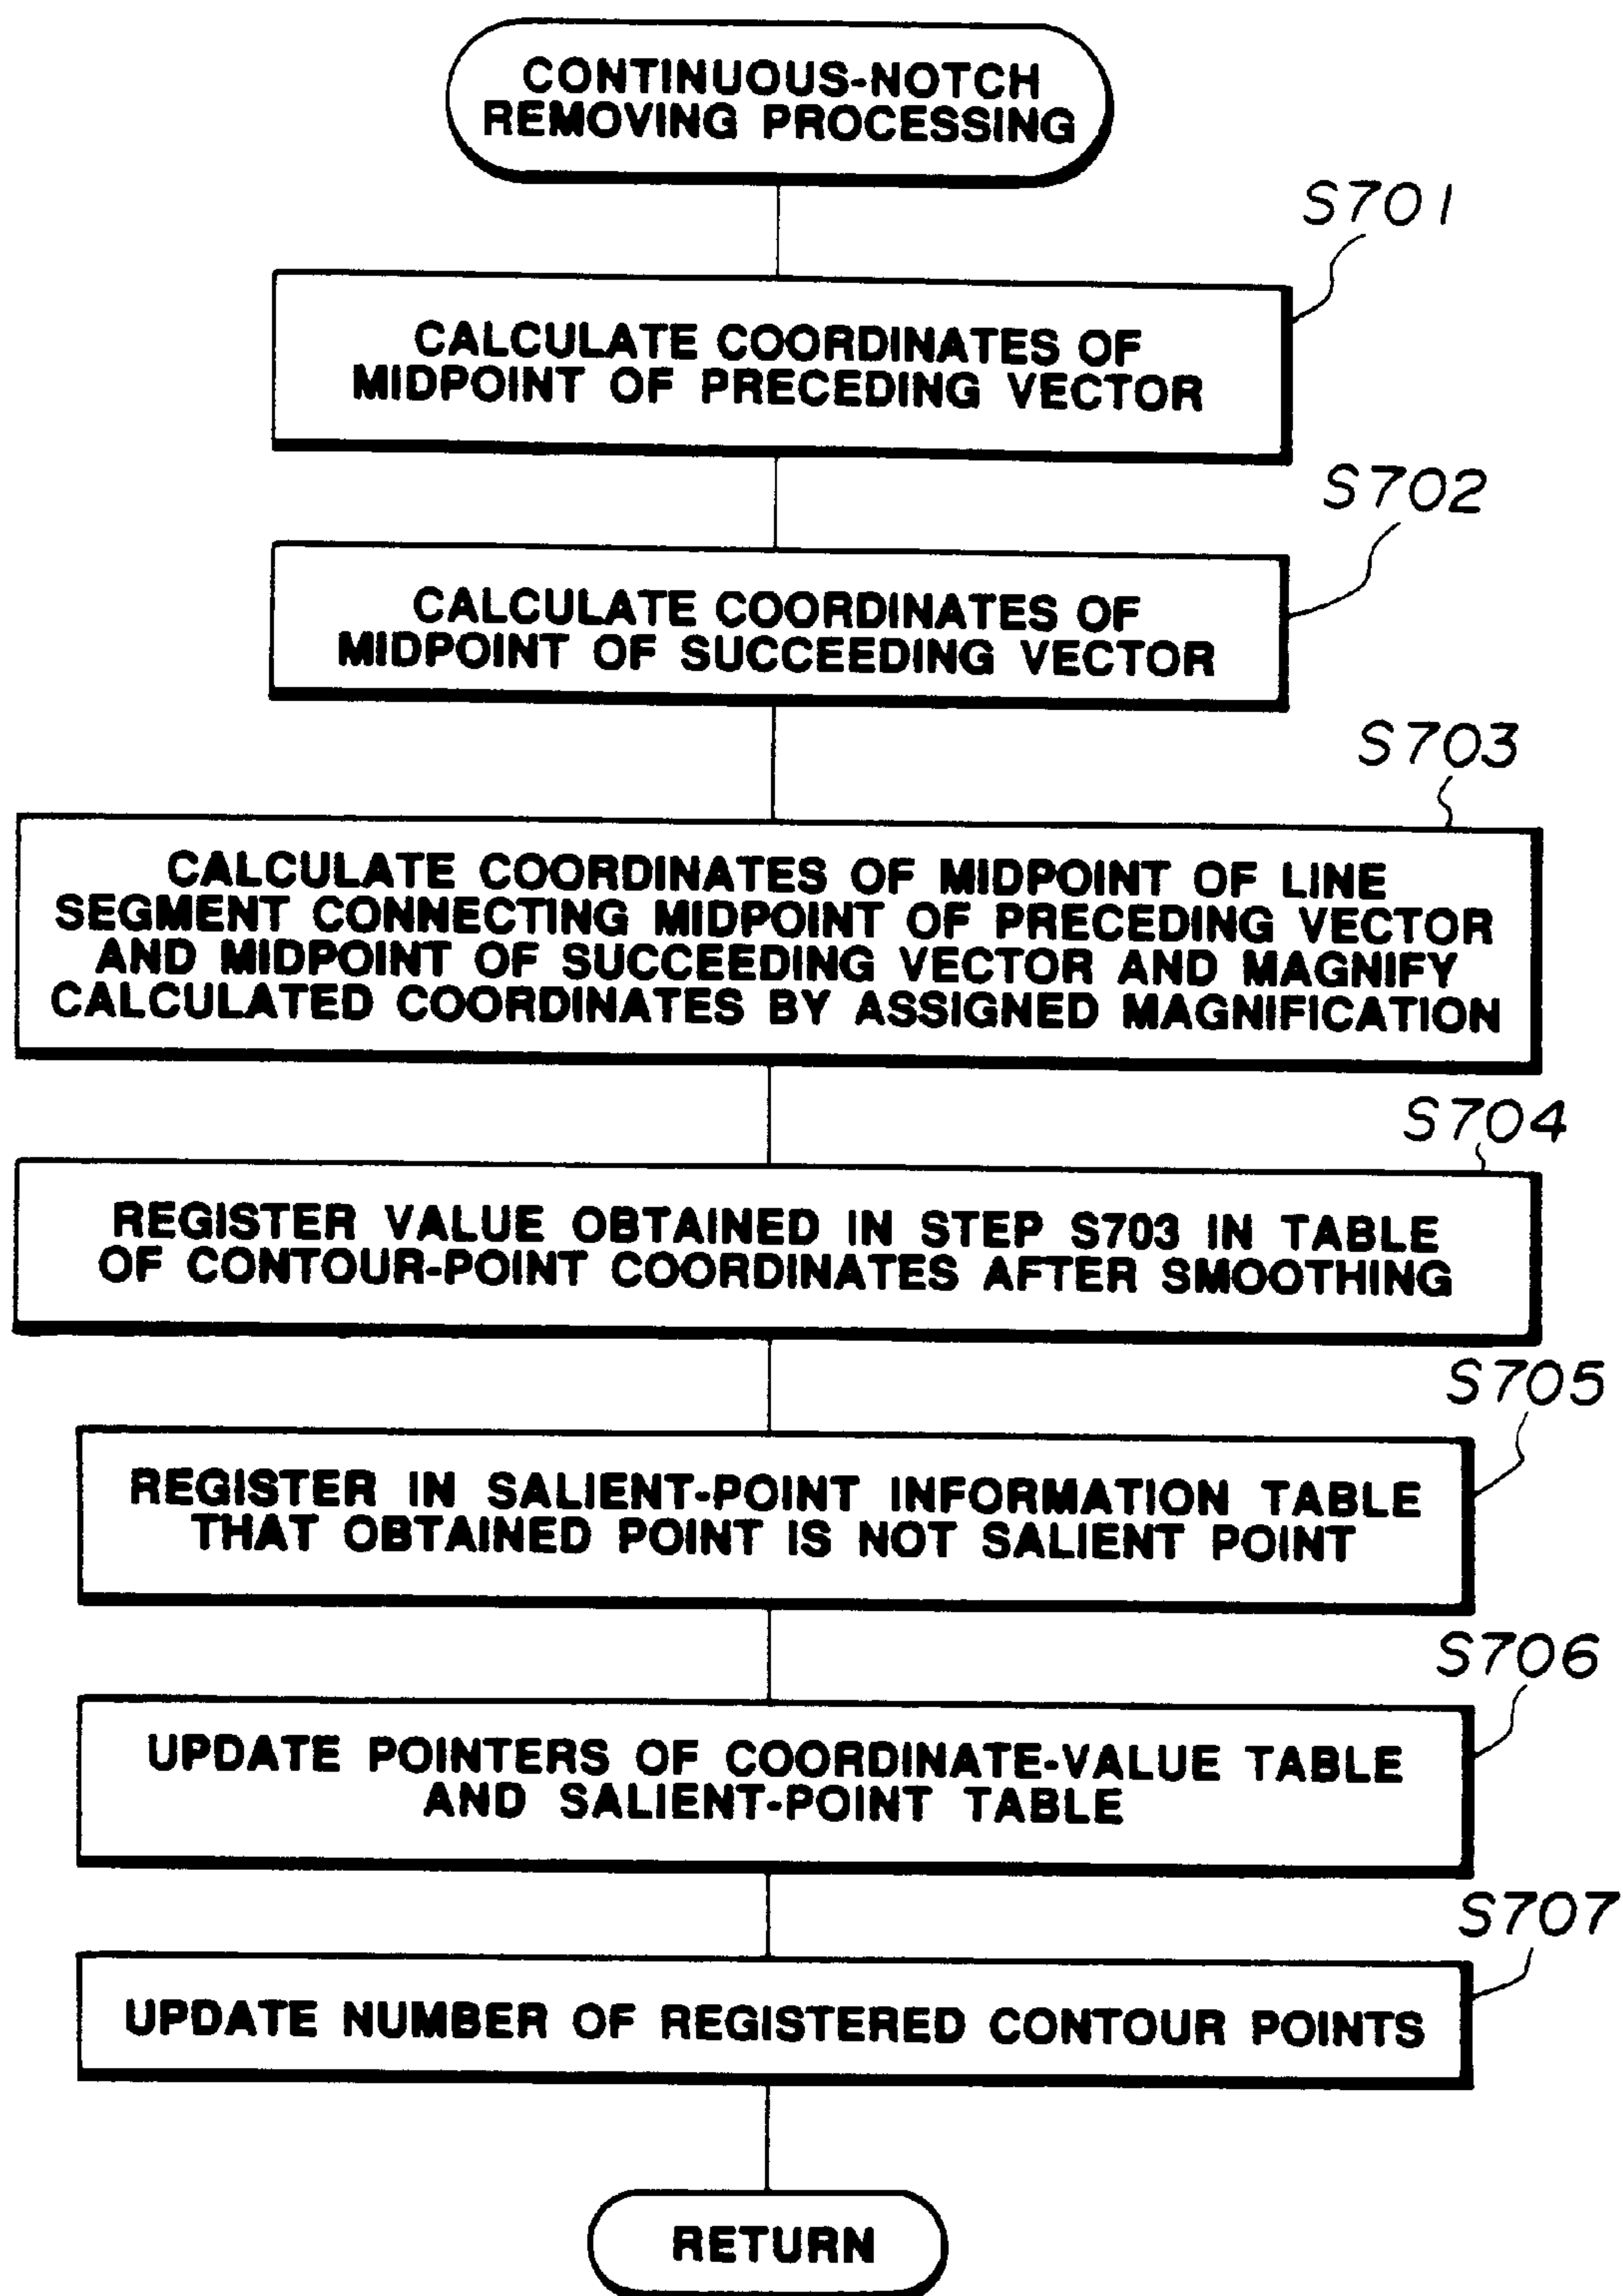 CONTINUOUS-NOTCH
REMOVING PROCESSING
S701
CALCULATE COORDINATES OF
MIDPOINT OF PRECEDING VECTOR
S702
CALCULATE COORDINATES OF
MIDPOINT OF SUCCEEDING VECTOR
S703
CALCULATE COORDINATES OF MIDPOINT OF LINE
SEGMENT CONNECTING MIDPOINT OF PRECEDING VECTOR
AND MIDPOINT OF SUCCEEDING VECTOR AND MAGNIFY
CALCULATED COORDINATES BY ASSIGNED MAGNIFICATION
S704
REGISTER VALUE OBTAINED IN STEP S703 IN TABLE
OF CONTOUR-POINT COORDINATES AFTER SMOOTHING
S705
REGISTER IN SALIENT-POINT INFORMATION TABLE
THAT OBTAINED POINT IS NOT SALIENT POINT
S706
UPDATE POINTERS OF COORDINATE-VALUE TABLE
AND SALIENT-POINT TABLE
S707
UPDATE NUMBER OF REGISTERED CONTOUR POINTS
RETURN